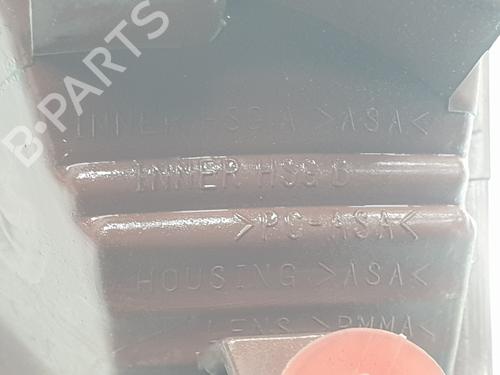 B-PARTS
INNER HSG A >ASA<
INNER HSG B
>PC-ASA<
HOUSING >ASA<
LENS >PMMA<